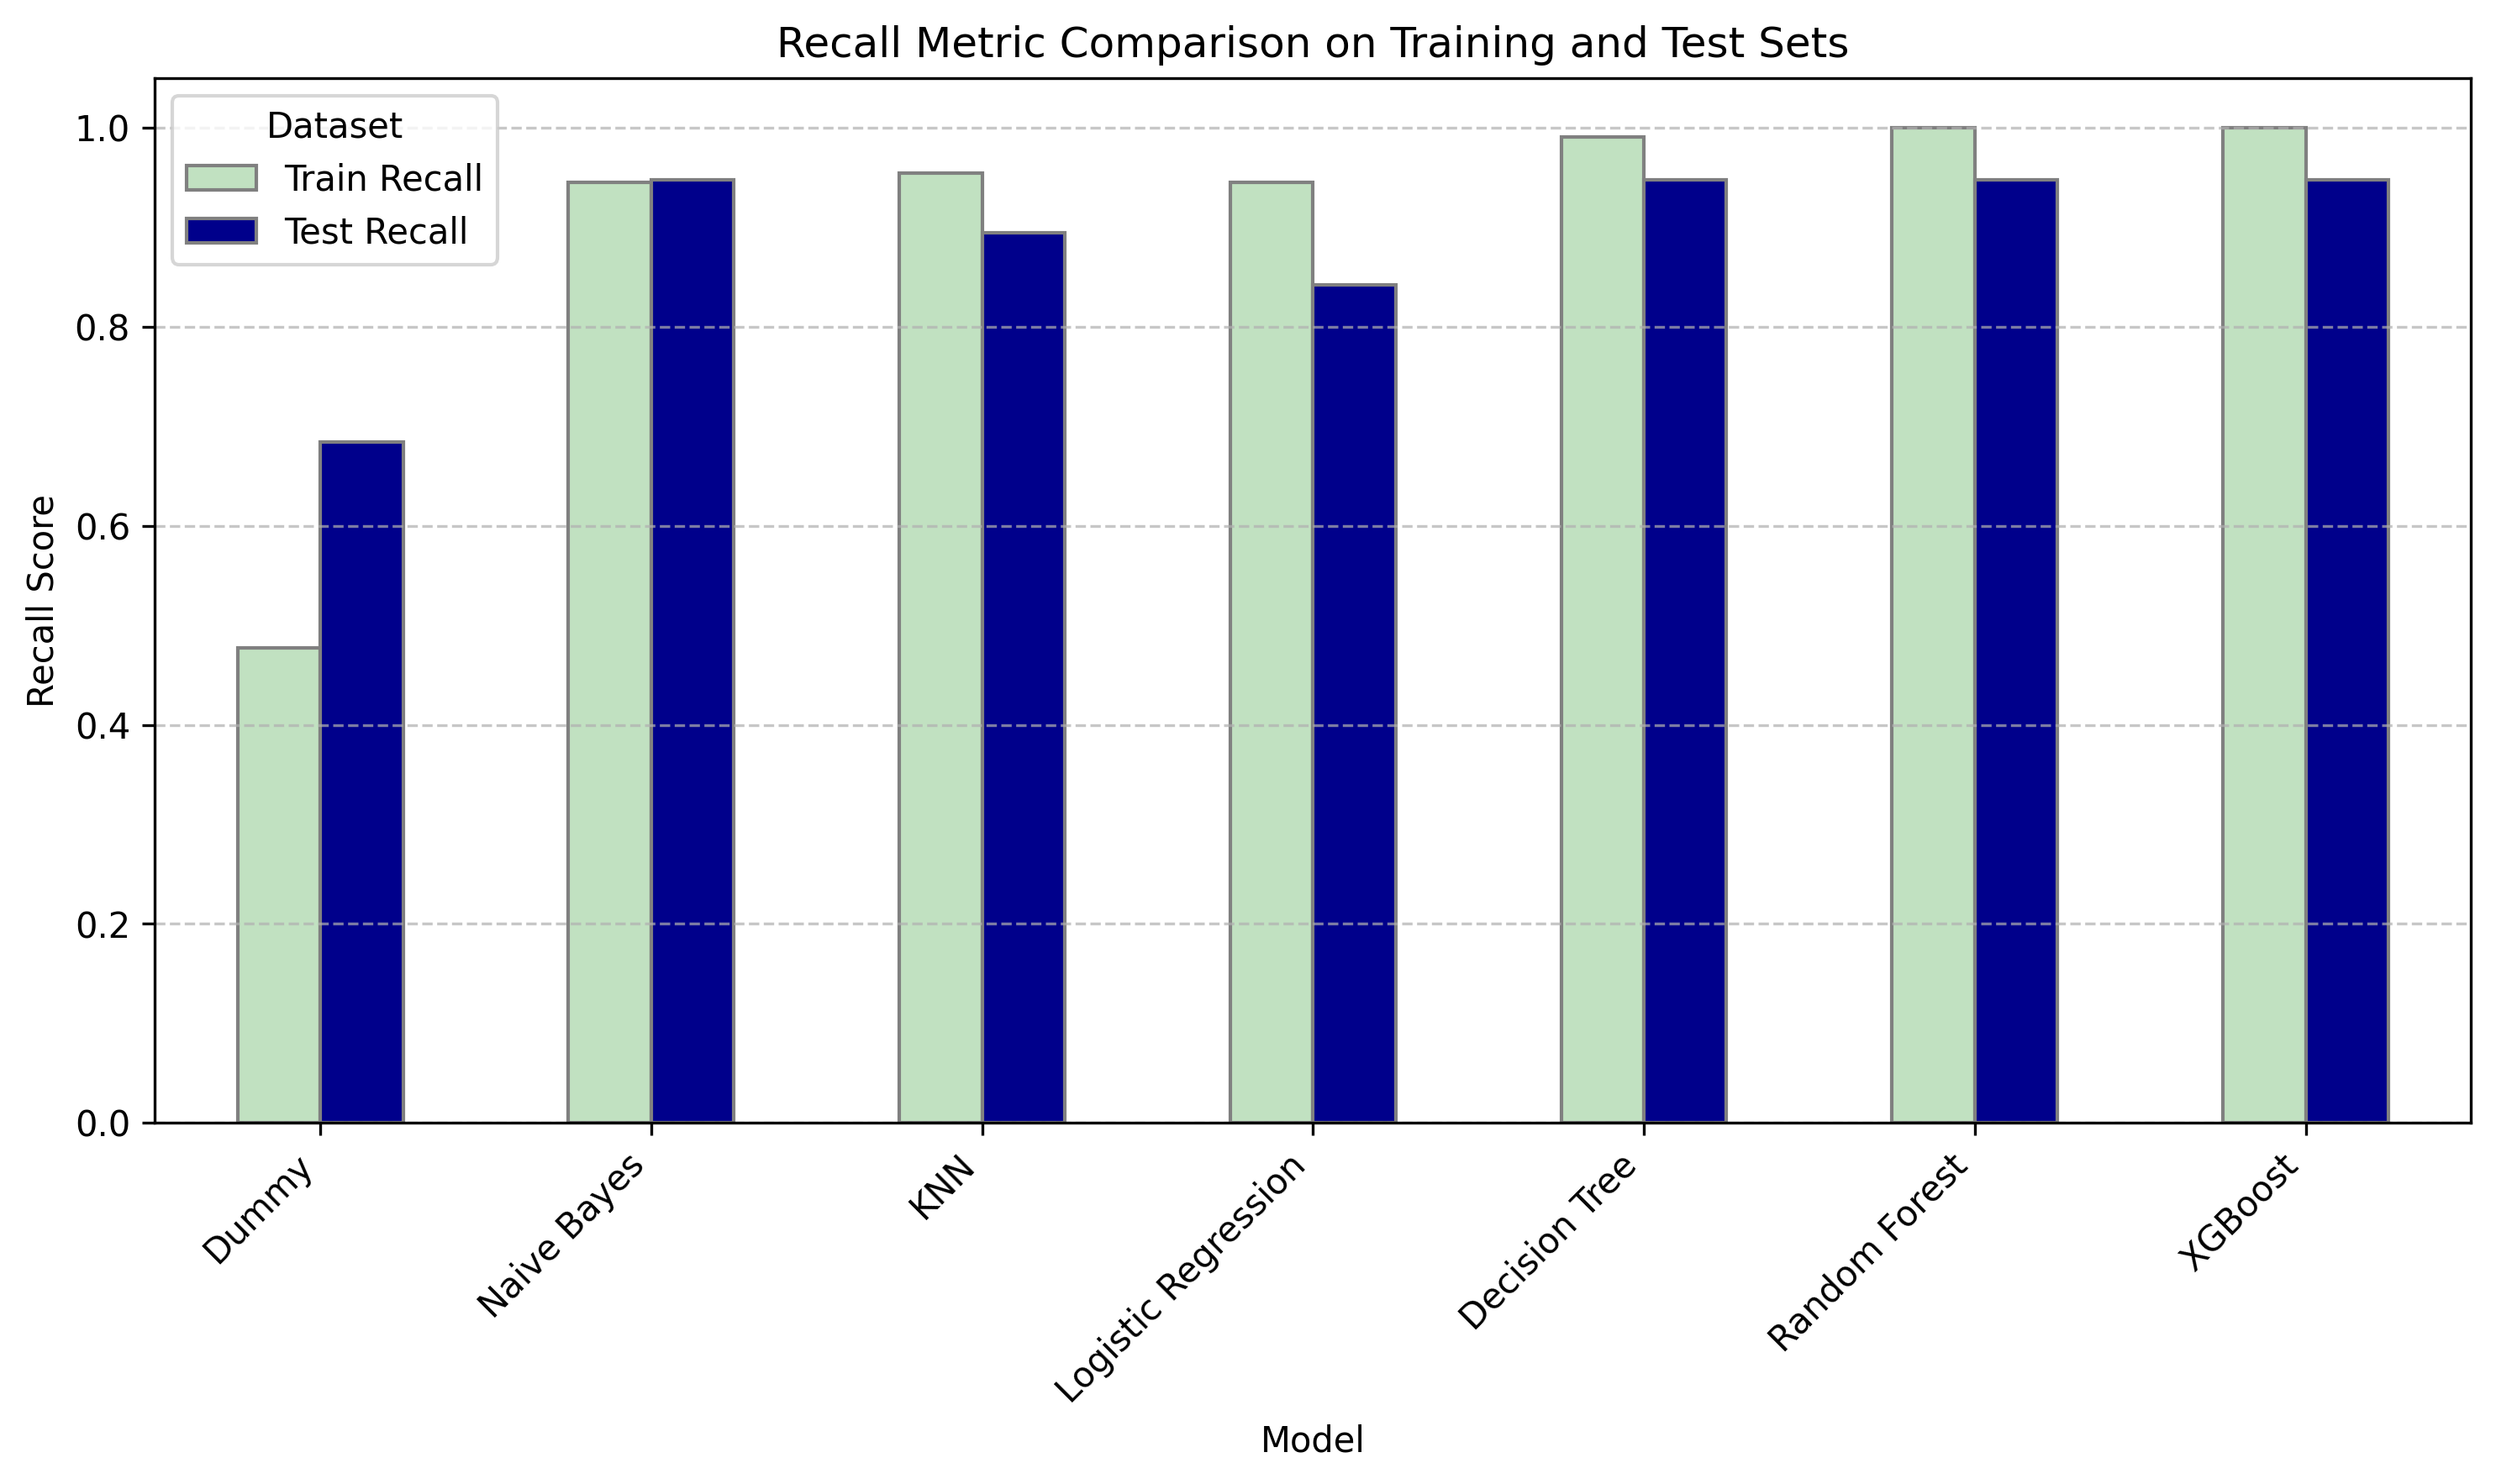 Recall Metric Comparison on Training and Test Sets
Dataset
Train Recall
Test Recall
Recall Score
1.0
0.8
0.6
0.4
0.2
0.0
Dummy
Naive Bayes
KNN
Logistic Regression
Decision Tree
Random Forest
XGBoost
Model